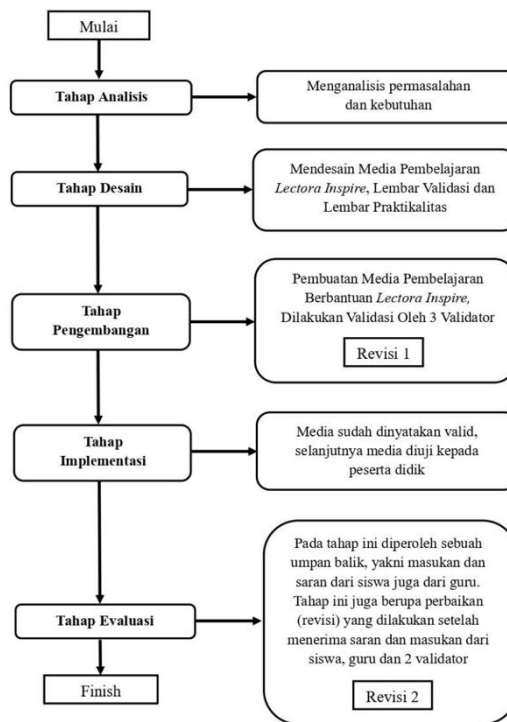 Mulai
Tahap Analisis
Menganalisis permasalahan
dan kebutuhan
Tahap Desain
Mendesain Media Pembelajaran
Lectora Inspire, Lembar Validasi dan
Lembar Praktikalitas
Tahap
Pengembangan
Pembuatan Media Pembelajaran
Berbantuan Lectora Inspire,
Dilakukan Validasi Oleh 3 Validator
Revisi 1
Tahap
Implementasi
Media sudah dinyatakan valid,
selanjutnya media diuji kepada
peserta didik
Tahap Evaluasi
Pada tahap ini diperoleh sebuah
umpan balik, yakni masukan dan
saran dari siswa juga dari guru.
Tahap ini juga berupa perbaikan
(revisi) yang dilakukan setelah
menerima saran dan masukan dari
siswa, guru dan 2 validator
Revisi 2
Finish